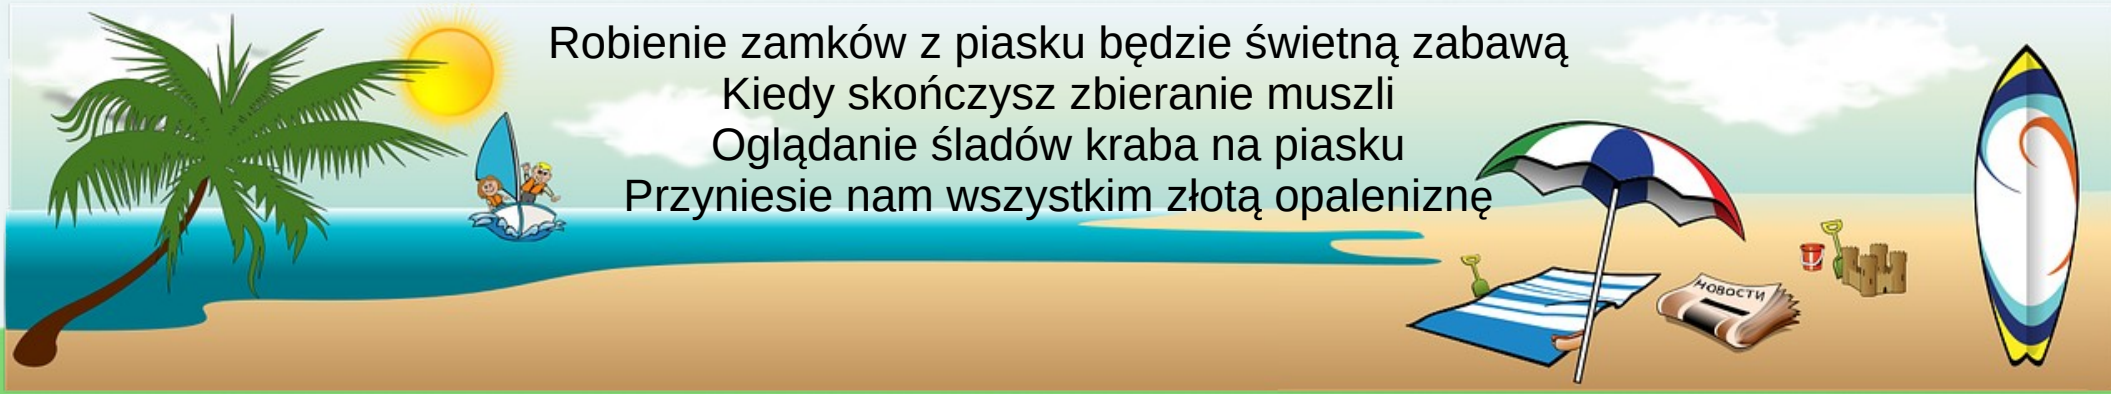 Robienie zamków z piasku będzie świetną zabawą
Kiedy skończysz zbieranie muszli
Oglądanie śladów kraba na piasku
Przyniesie nam wszystkim złotą opaleniznę
НОВОСТИ